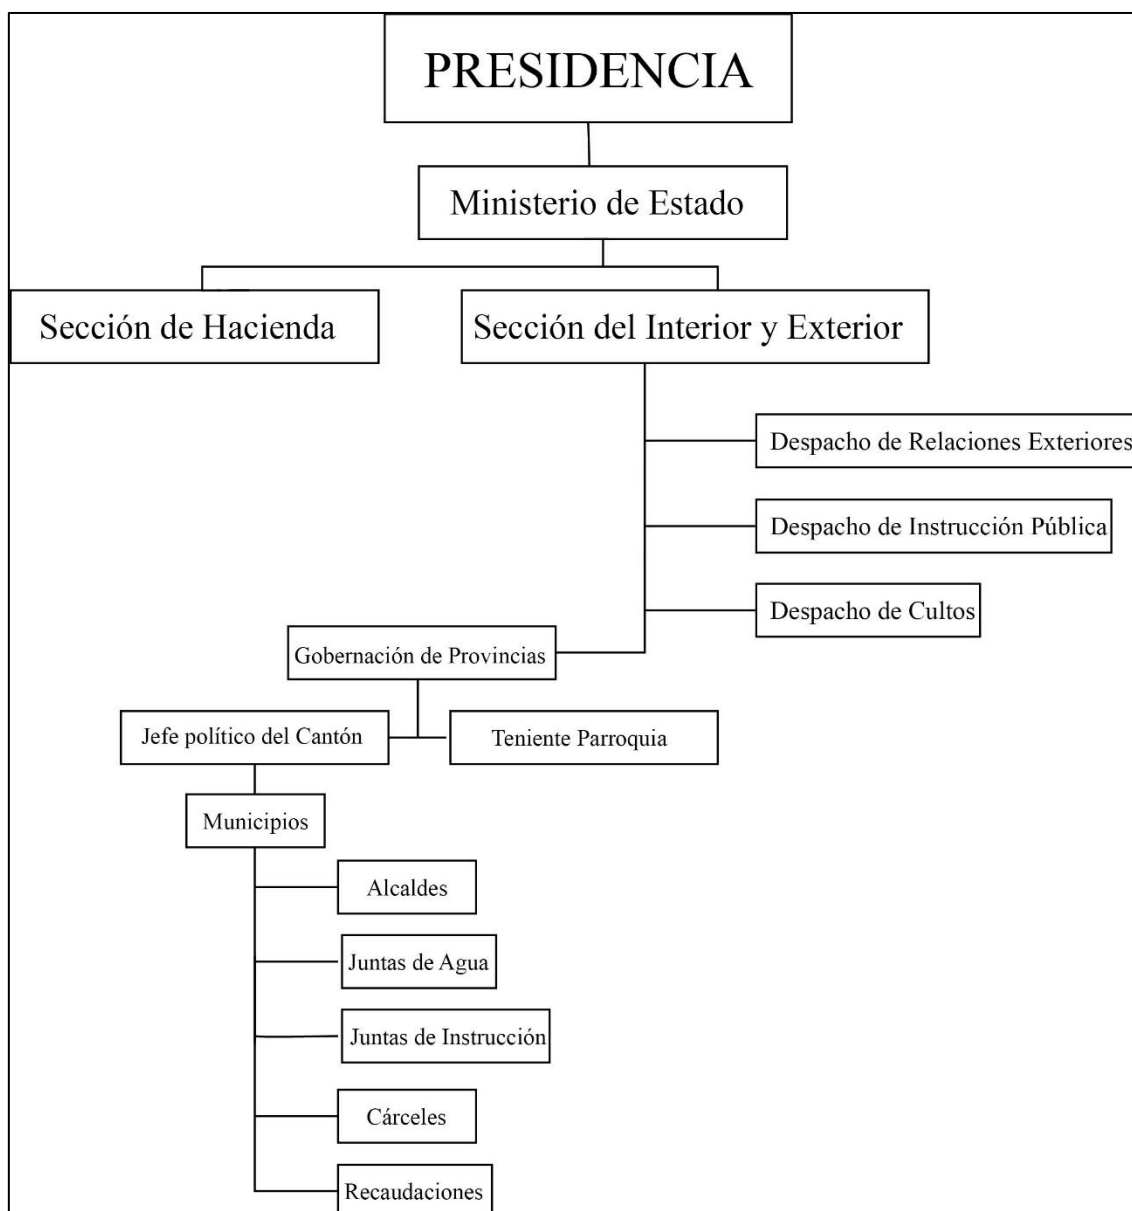 PRESIDENCIA
Ministerio de Estado
Sección de Hacienda
Sección del Interior y Exterior
Despacho de Relaciones Exteriores
Despacho de Instrucción Pública
Despacho de Cultos
Gobernación de Provincias
Jefe político del Cantón
Teniente Parroquia
Municipios
Alcaldes
Juntas de Agua
Juntas de Instrucción
Cárceles
Recaudaciones